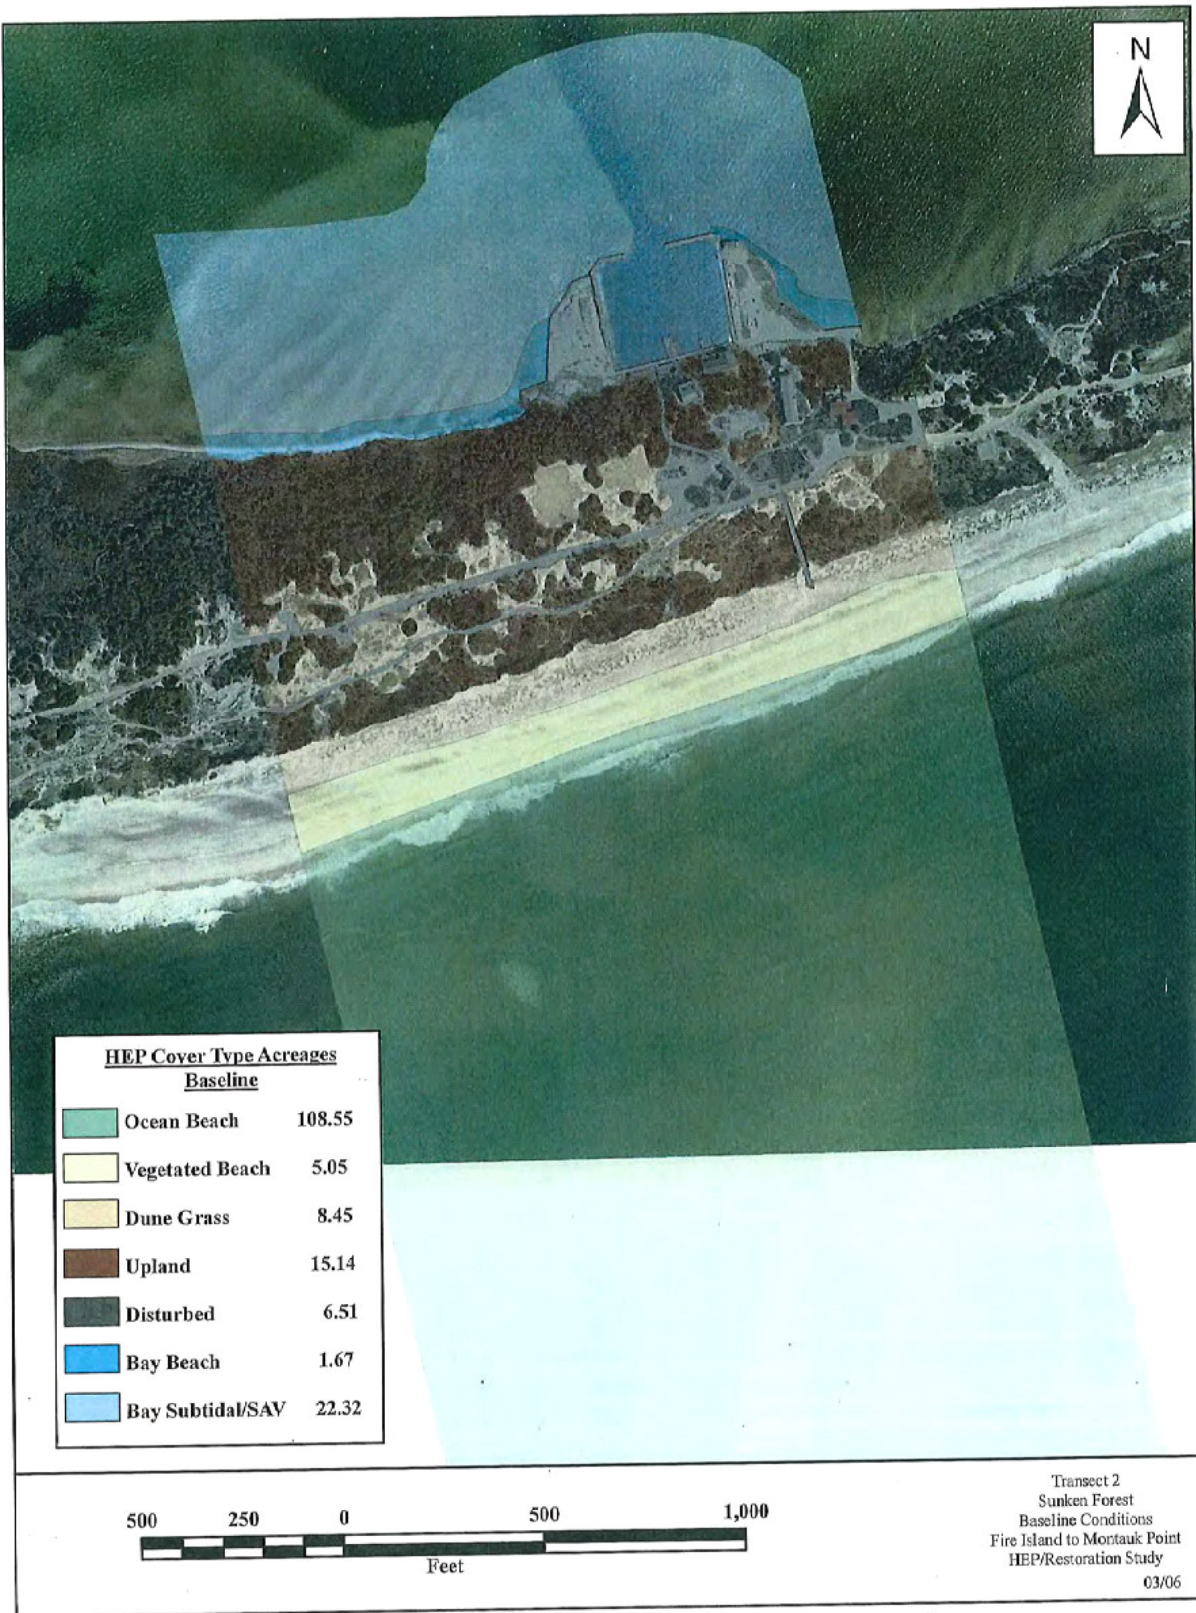 N
HEP Cover Type Acreages
Baseline
Ocean Beach 108.55
Vegetated Beach 5.05
Dune Grass 8.45
Upland 15.14
Disturbed 6.51
Bay Beach 1.67
Bay Subtidal/SAV 22.32
500 250 0 500 1,000
Feet
Transect 2
Sunken Forest
Baseline Conditions
Fire Island to Montauk Point
HEP/Restoration Study
03/06